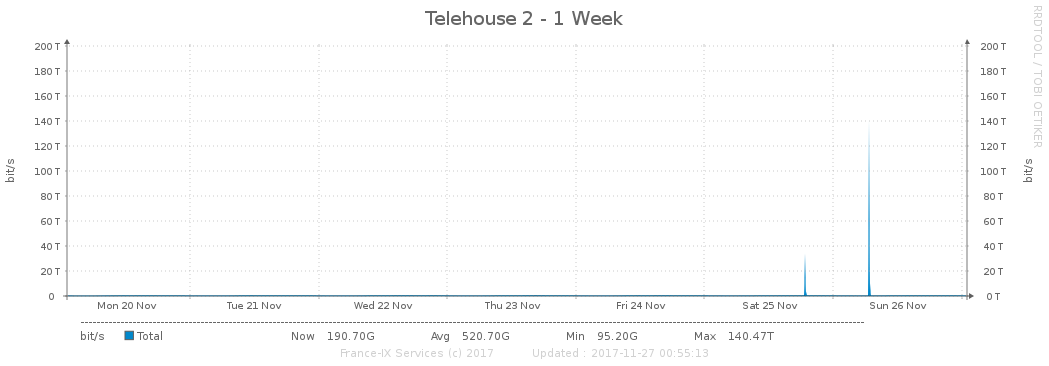 Telehouse 2 - 1 Week
RRDTOOL / TOBI OETIKER
bit/s
200 T 200 T
180 T 180 T
160 T 160 T
140 T 140 T
120 T 120 T
100 T 100 T
80 T 80 T
60 T 60 T
40 T 40 T
20 T 20 T
0 0 T
bit/s
Mon 20 Nov Tue 21 Nov Wed 22 Nov Thu 23 Nov Fri 24 Nov Sat 25 Nov Sun 26 Nov
bit/s Total Now 190.70G Avg 520.70G Min 95.20G Max 140.47T
France-IX Services (c) 2017 Updated : 2017-11-27 00:55:13